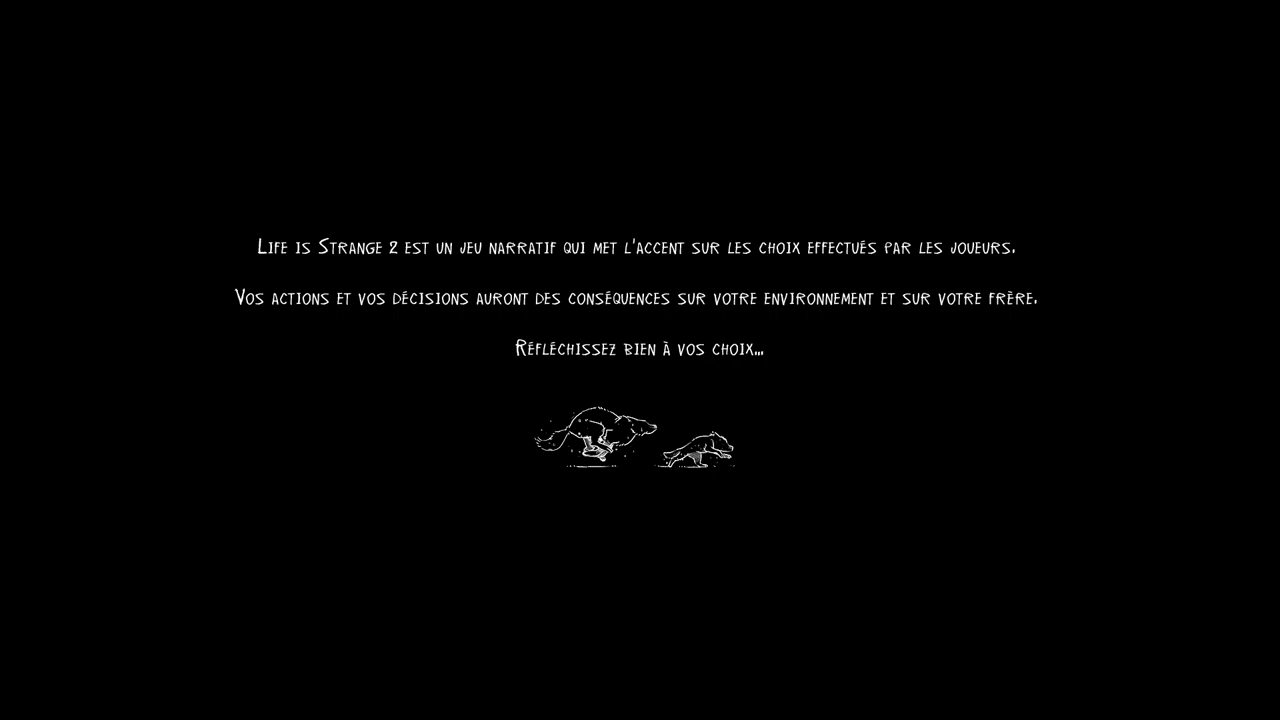 Life is Strange 2 est un jeu narratif qui met l'accent sur les choix effectués par les joueurs.
Vos actions et vos décisions auront des conséquences sur votre environnement et sur votre frère.
Réfléchissez bien à vos choix...